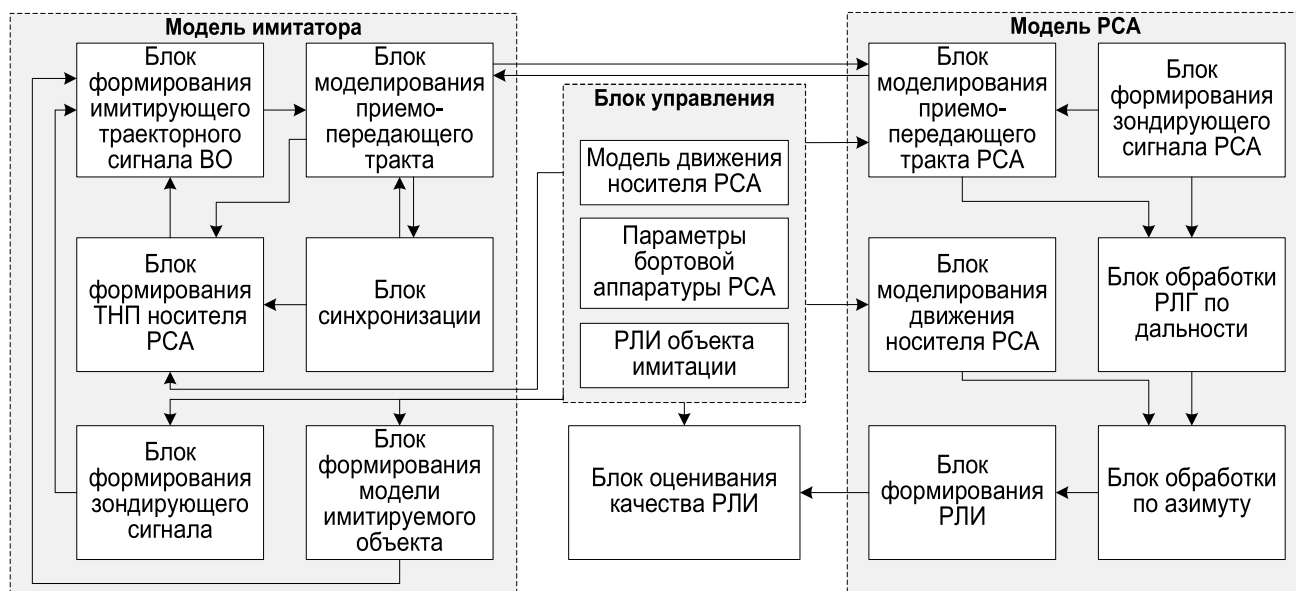 Модель имитатора
Блок
формирования
имитирующего
траекторного
сигнала ВО
Блок
моделирования
приемо-
передающего
тракта
Блок
формирования
ТНП носителя
РСА
Блок
синхронизации
Блок
формирования
зондирующего
сигнала
Блок
формирования
модели
имитируемого
объекта
Блок управления
Модель движения
носителя РСА
Параметры
бортовой
аппаратуры РСА
РЛИ объекта
имитации
Блок оценивания
качества РЛИ
Модель РСА
Блок
моделирования
приемо-
передающего
тракта РСА
Блок
формирования
зондирующего
сигнала РСА
Блок
моделирования
движения
носителя РСА
Блок обработки
РЛГ по
дальности
Блок
формирования
РЛИ
Блок обработки
по азимуту